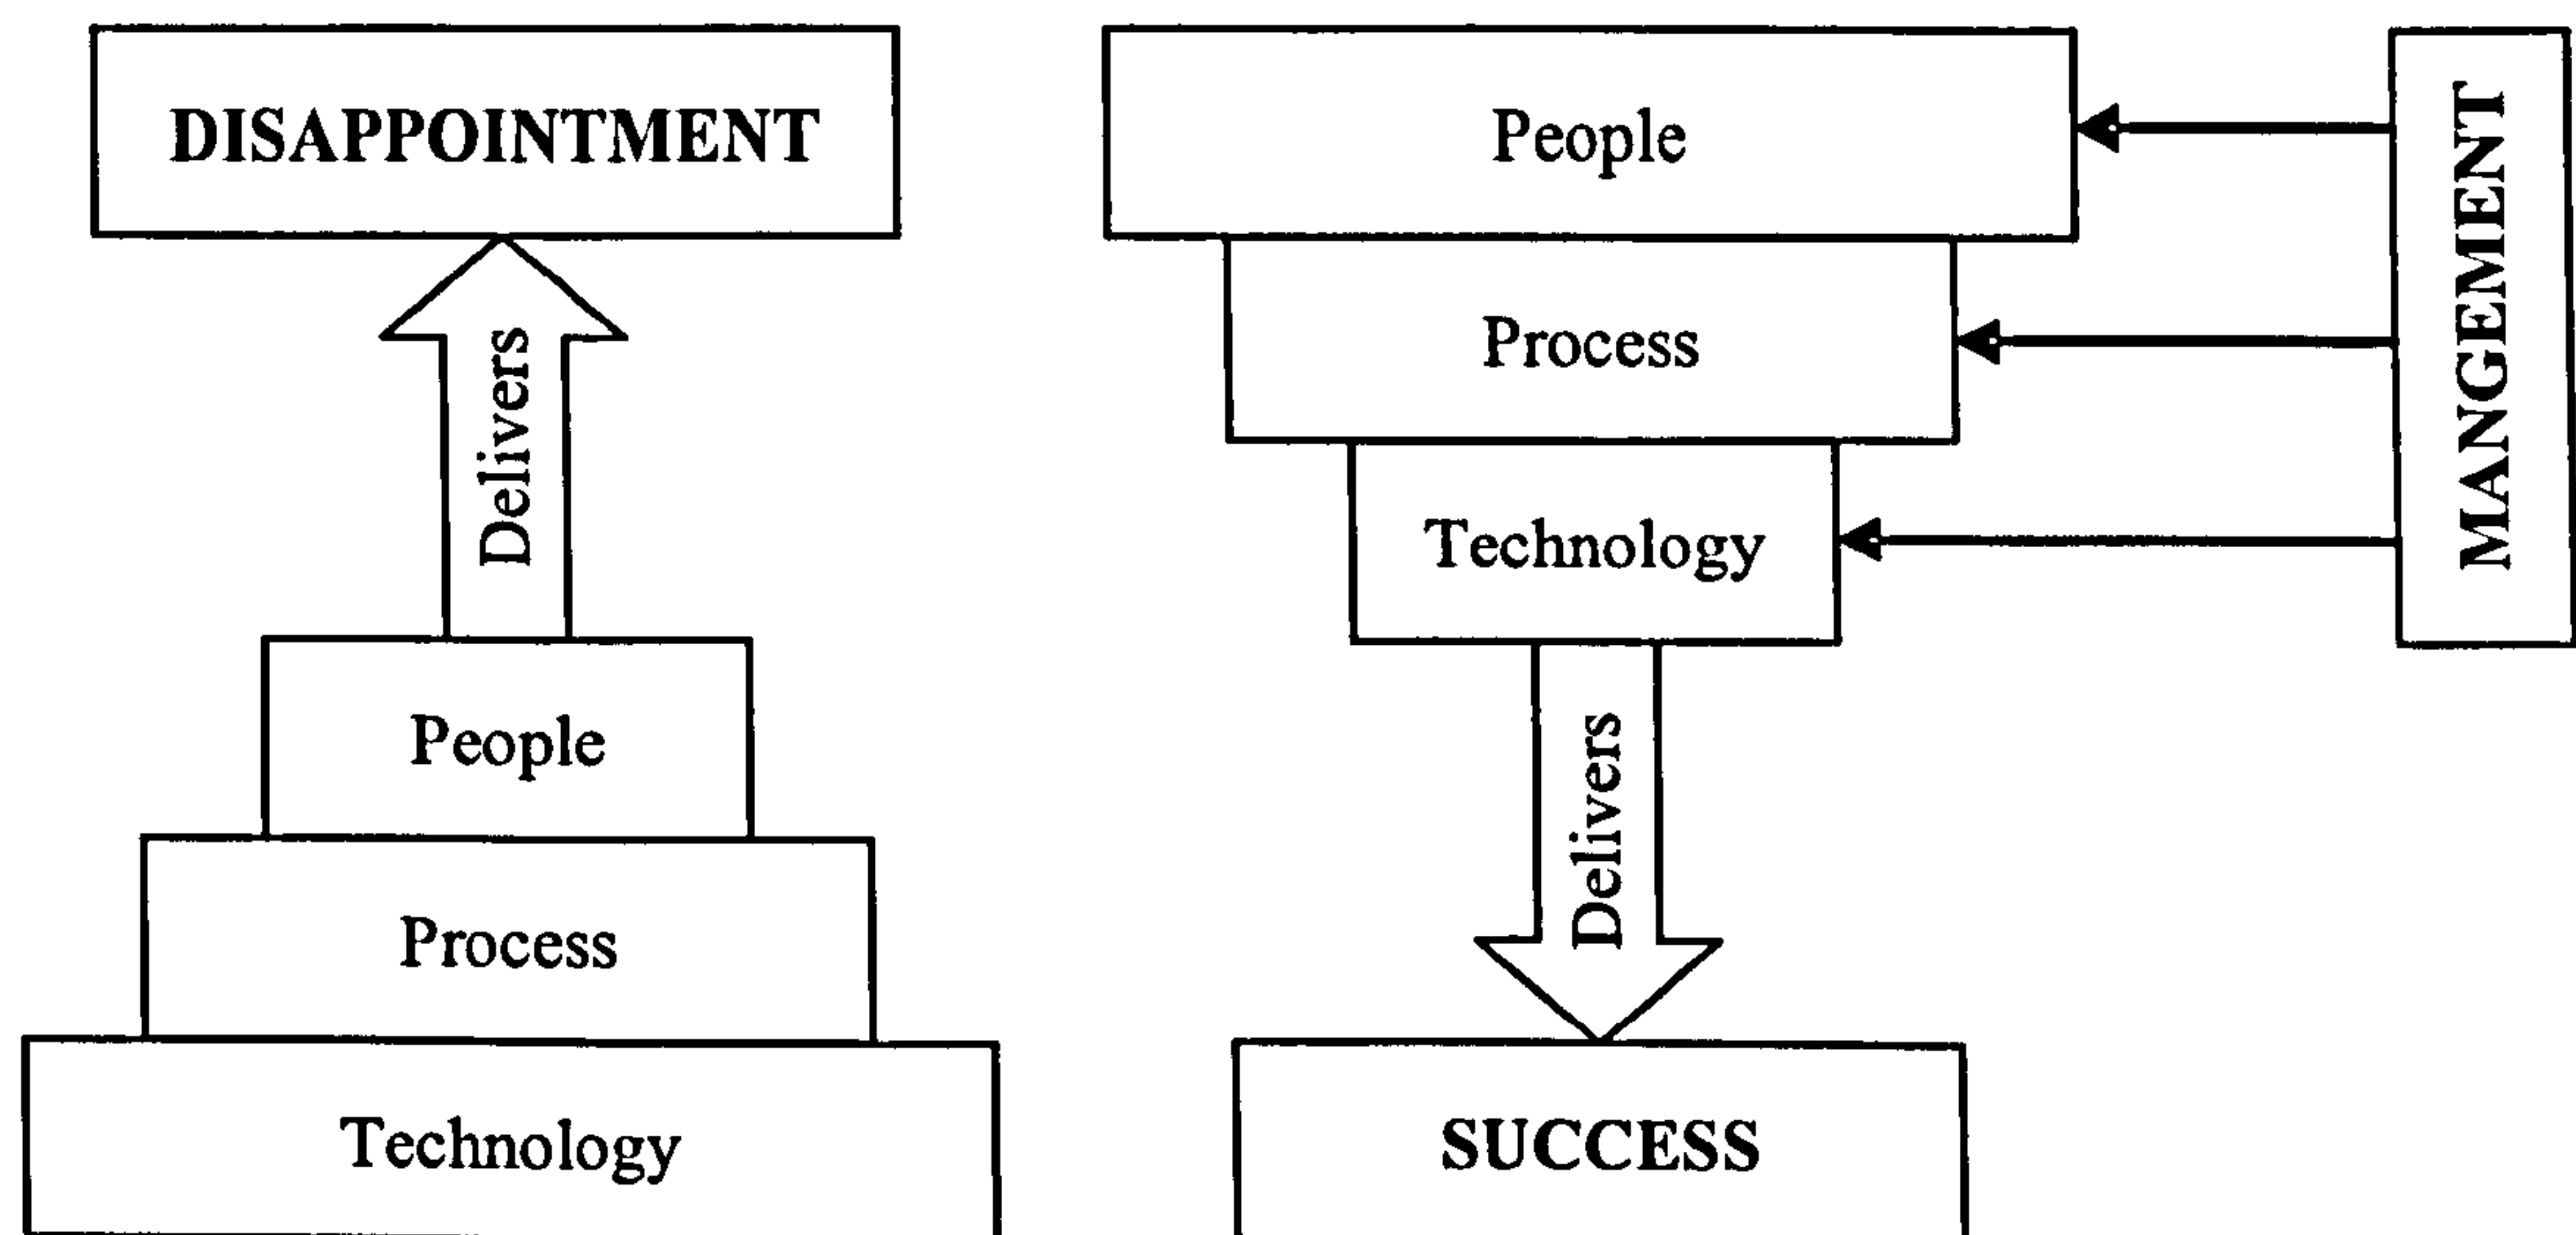 DISAPPOINTMENT
Delivers
People
Process
Technology
People
Process
Technology
Delivers
SUCCESS
MANGEMENT